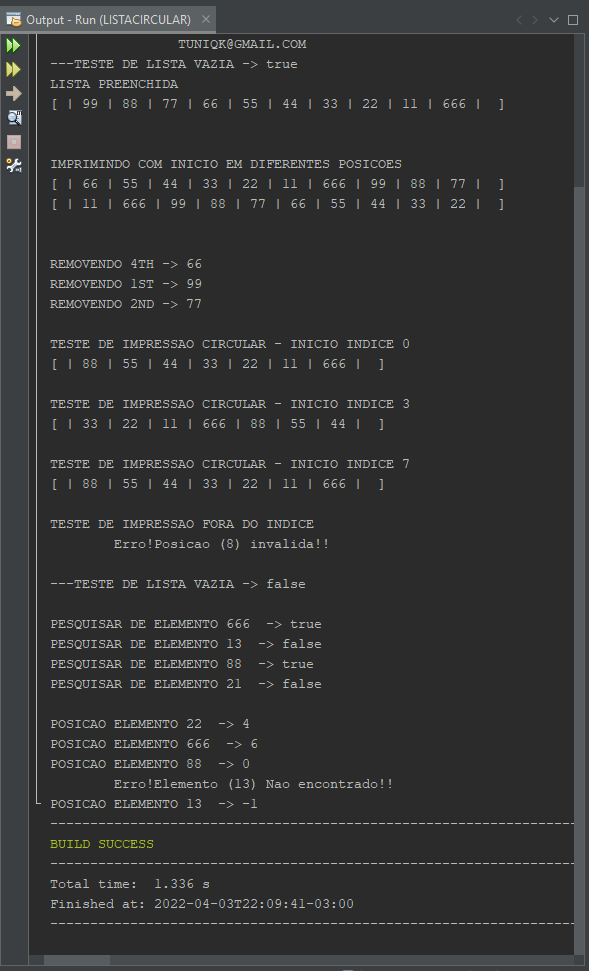 Output - Run (LISTACIRCULAR)
TUNIQK@GMAIL.COM
---TESTE DE LISTA VAZIA -> true
LISTA PREENCHIDA
[ | 99 | 88 | 77 | 66 | 55 | 44 | 33 | 22 | 11 | 666 |  ]
IMPRIMINDO COM INICIO EM DIFERENTES POSICOES
[ | 66 | 55 | 44 | 33 | 22 | 11 | 666 | 99 | 88 | 77 |  ]
[ | 11 | 666 | 99 | 88 | 77 | 66 | 55 | 44 | 33 | 22 |  ]
REMOVENDO 4TH -> 66
REMOVENDO 1ST -> 99
REMOVENDO 2ND -> 77
TESTE DE IMPRESSAO CIRCULAR - INICIO INDICE 0
[ | 88 | 55 | 44 | 33 | 22 | 11 | 666 |  ]
TESTE DE IMPRESSAO CIRCULAR - INICIO INDICE 3
[ | 33 | 22 | 11 | 666 | 88 | 55 | 44 |  ]
TESTE DE IMPRESSAO CIRCULAR - INICIO INDICE 7
[ | 88 | 55 | 44 | 33 | 22 | 11 | 666 |  ]
TESTE DE IMPRESSAO FORA DO INDICE
Erro!Posicao (8) invalida!!
---TESTE DE LISTA VAZIA -> false
PESQUISAR DE ELEMENTO 666  -> true
PESQUISAR DE ELEMENTO 13  -> false
PESQUISAR DE ELEMENTO 88  -> true
PESQUISAR DE ELEMENTO 21  -> false
POSICAO ELEMENTO 22  -> 4
POSICAO ELEMENTO 666  -> 6
POSICAO ELEMENTO 88  -> 0
Erro!Elemento (13) Nao encontrado!!
POSICAO ELEMENTO 13  -> -1
------------------------------------------------------------------
BUILD SUCCESS
------------------------------------------------------------------
Total time:  1.336 s
Finished at: 2022-04-03T22:09:41-03:00
------------------------------------------------------------------